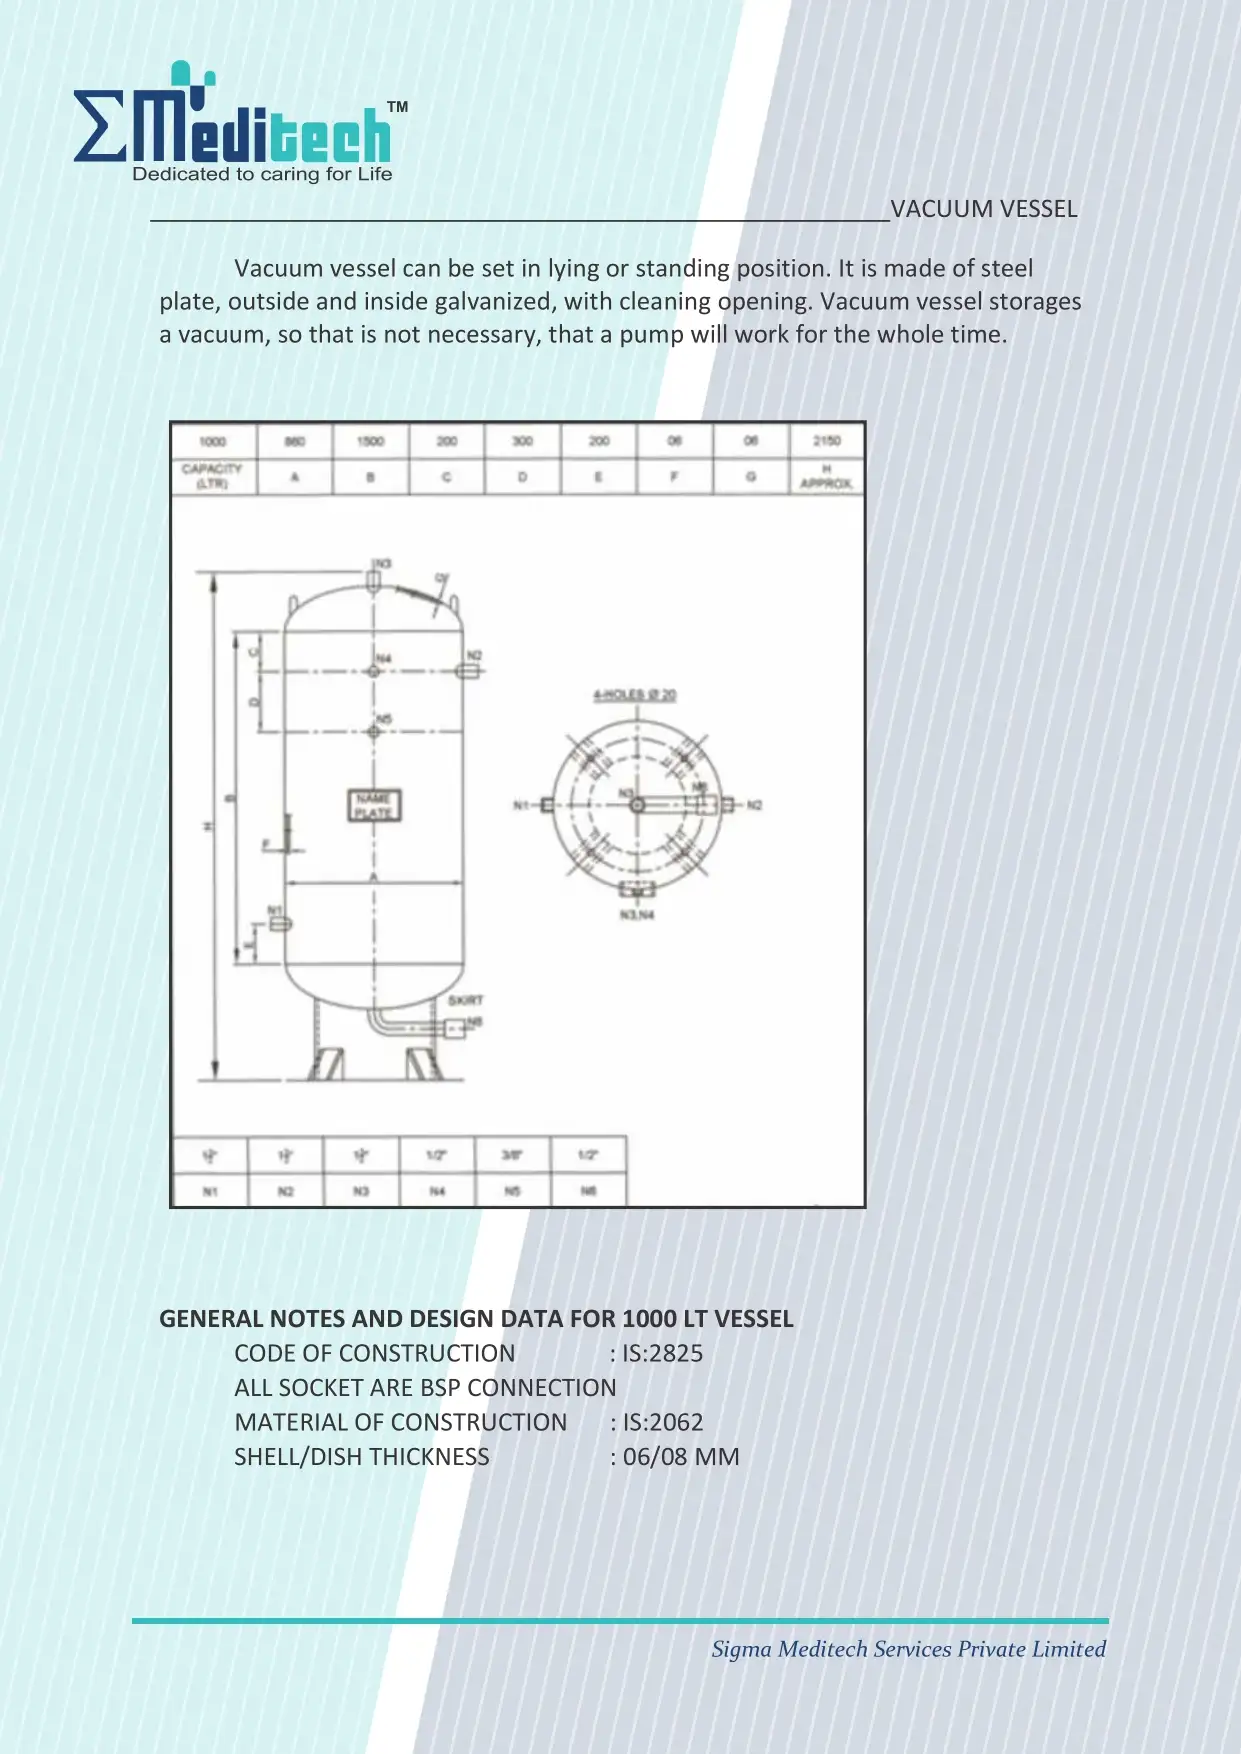 ΣMeditech™
Dedicated to caring for Life
VACUUM VESSEL
Vacuum vessel can be set in lying or standing position. It is made of steel
plate, outside and inside galvanized, with cleaning opening. Vacuum vessel storages
a vacuum, so that is not necessary, that a pump will work for the whole time.
1000 860 1500 200 300 200 06 06 2150
CAPACITY (LTR) A B C D E F G H APPROX.
N3
G
C
N4
N2
D
N5
4-HOLES Ø 20
B
NAME
PLATE
H
N1
N3
N2
F
A
N3,N4
N1
E
SKIRT
N6
1½" 1½" 1½" 1/2" 3/8" 1/2"
N1 N2 N3 N4 N5 N6
GENERAL NOTES AND DESIGN DATA FOR 1000 LT VESSEL
CODE OF CONSTRUCTION : IS:2825
ALL SOCKET ARE BSP CONNECTION
MATERIAL OF CONSTRUCTION : IS:2062
SHELL/DISH THICKNESS : 06/08 MM
Sigma Meditech Services Private Limited